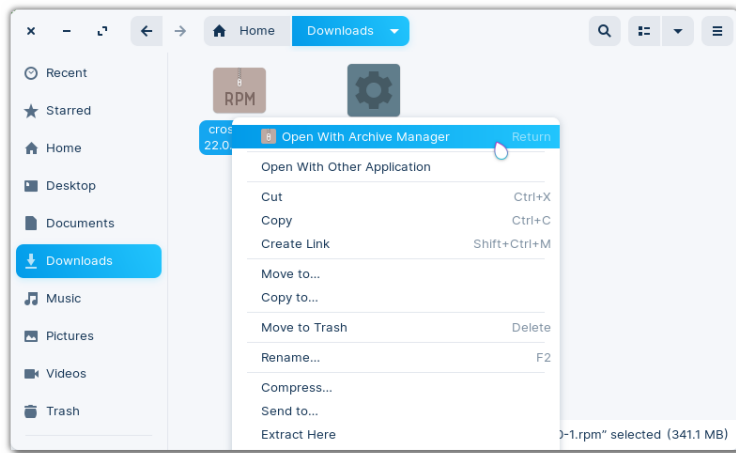 Home Downloads
Recent
Starred
Home
Desktop
Documents
Downloads
Music
Pictures
Videos
Trash
8
RPM
cros
22.0.
8 Open With Archive Manager Return
Open With Other Application
Cut Ctrl+X
Copy Ctrl+C
Create Link Shift+Ctrl+M
Move to...
Copy to...
Move to Trash Delete
Rename... F2
Compress...
Send to...
Extract Here
0-1.rpm” selected (341.1 MB)